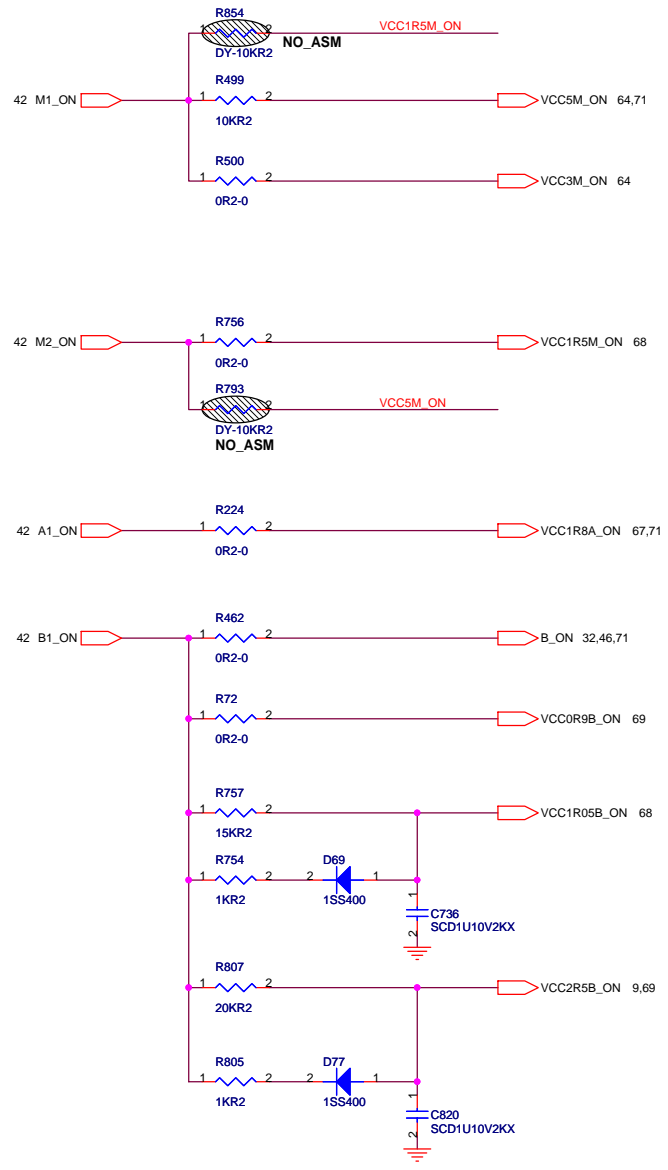 R854
1 2 VCC1R5M_ON
DY-10KR2 NO_ASM
R499
42 M1_ON 1 2 VCC5M_ON 64,71
10KR2
R500
1 2 VCC3M_ON 64
0R2-0
R756
42 M2_ON 1 2 VCC1R5M_ON 68
0R2-0
R793
1 2 VCC5M_ON
DY-10KR2
NO_ASM
R224
42 A1_ON 1 2 VCC1R8A_ON 67,71
0R2-0
R462
42 B1_ON 1 2 B_ON 32,46,71
0R2-0
R72
1 2 VCC0R9B_ON 69
0R2-0
R757
1 2 VCC1R05B_ON 68
15KR2
R754 D69
1 2 2 1
1KR2 1SS400
1
C736
2 SCD1U10V2KX
R807
1 2 VCC2R5B_ON 9,69
20KR2
R805 D77
1 2 2 1
1KR2 1SS400
1
C820
2 SCD1U10V2KX